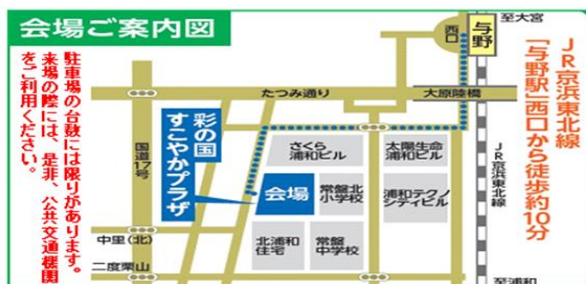 会場ご案内図
駐車場の台数には限りがあります。
来場の際には、是非、公共交通機関
をご利用ください。
JR京浜東北線
「与野駅」西口から徒歩約10分
至大宮
与野
西口
たつみ通り
大原陸橋
国道17号
彩の国
すこやかプラザ
さくら
浦和ビル
太陽生命
浦和ビル
JR京浜東北線
会場
常盤北
小学校
浦和テクノ
シティビル
中里(北)
北浦和
住宅
常盤
中学校
二度栗山
至浦和